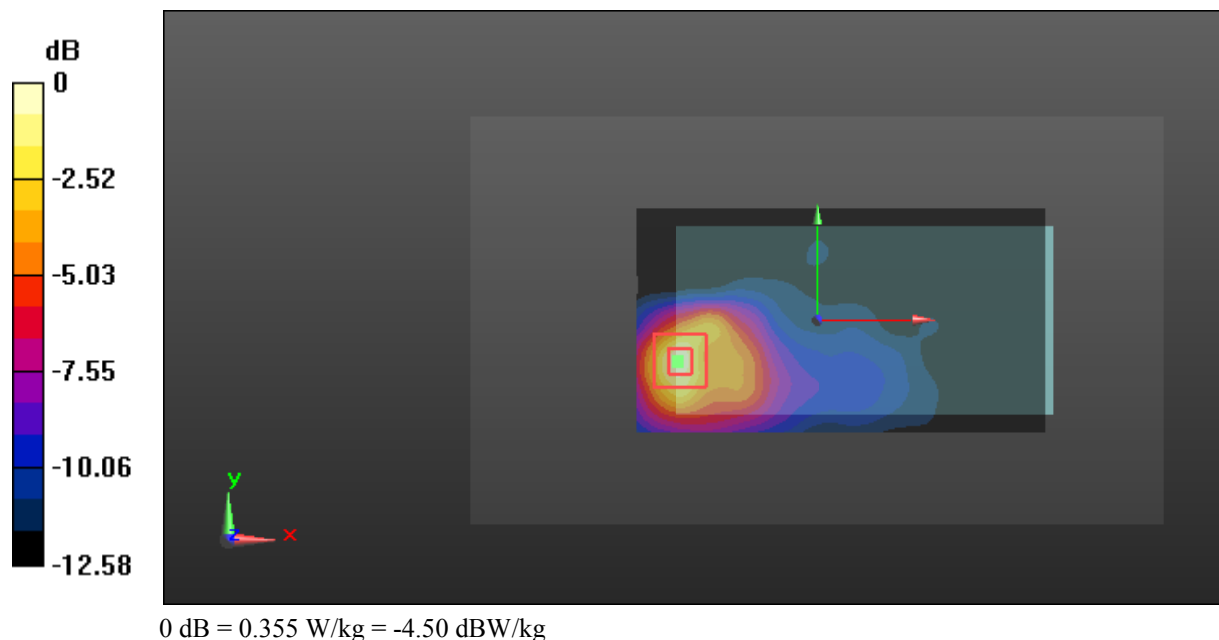 dB
0
-2.52
-5.03
-7.55
-10.06
-12.58
y
z
x
0 dB = 0.355 W/kg = -4.50 dBW/kg